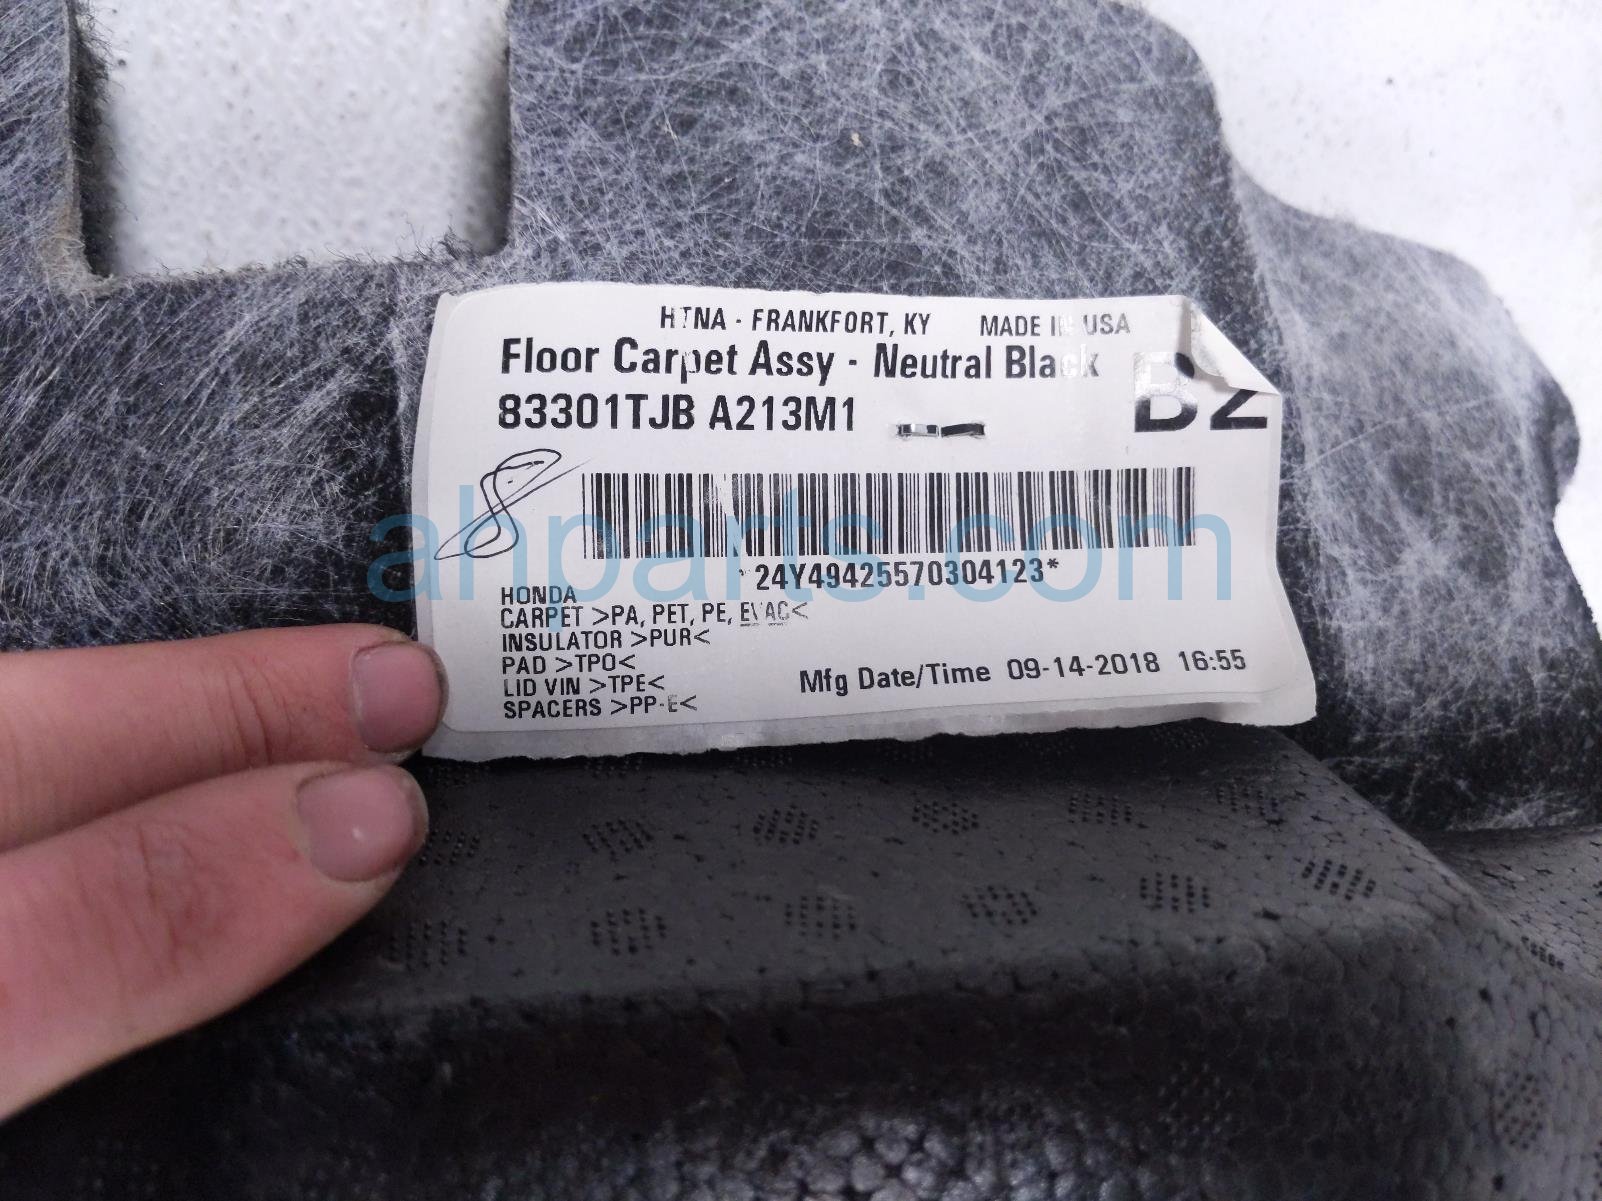 HTNA - FRANKFORT, KY MADE IN USA
Floor Carpet Assy - Neutral Black
83301TJB A213M1
B2
8
24Y49425570304123*
HONDA
CARPET >PA, PET, PE, EVAC<
INSULATOR >PUR<
PAD >TPO<
LID VIN >TPE<
SPACERS >PP-E<
Mfg Date/Time 09-14-2018 16:55
ahparts.com